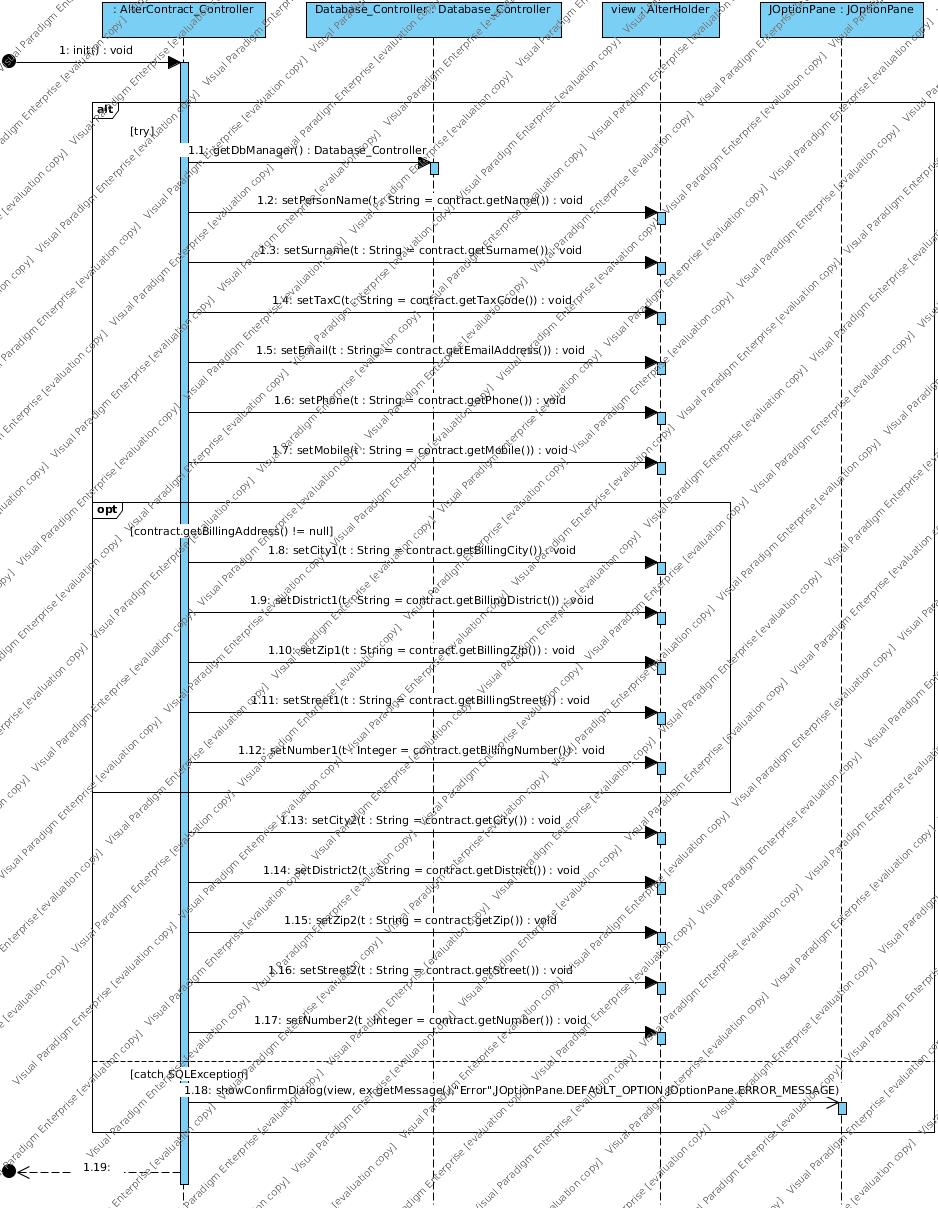 : AlterContract_Controller
Database_Controller : Database_Controller
view : AlterHolder
JOptionPane : JOptionPane
1: init() : void
alt
[try]
1.1: getDbManager() : Database_Controller
1.2: setPersonName(t : String = contract.getName()) : void
1.3: setSurname(t : String = contract.getSurname()) : void
1.4: setTaxC(t : String = contract.getTaxCode()) : void
1.5: setEmail(t : String = contract.getEmailAddress()) : void
1.6: setPhone(t : String = contract.getPhone()) : void
1.7: setMobile(t : String = contract.getMobile()) : void
opt
[contract.getBillingAddress() != null]
1.8: setCity1(t : String = contract.getBillingCity()) : void
1.9: setDistrict1(t : String = contract.getBillingDistrict()) : void
1.10: setZip1(t : String = contract.getBillingZIp()) : void
1.11: setStreet1(t : String = contract.getBillingStreet()) : void
1.12: setNumber1(t : Integer = contract.getBillingNumber()) : void
1.13: setCity2(t : String = contract.getCity()) : void
1.14: setDistrict2(t : String = contract.getDistrict()) : void
1.15: setZip2(t : String = contract.getZip()) : void
1.16: setStreet2(t : String = contract.getStreet()) : void
1.17: setNumber2(t : Integer = contract.getNumber()) : void
[catch SQLException]
1.18: showConfirmDialog(view, ex.getMessage(),"Error",JOptionPane.DEFAULT_OPTION,JOptionPane.ERROR_MESSAGE)
1.19:
Visual Paradigm Enterprise [evaluation copy]